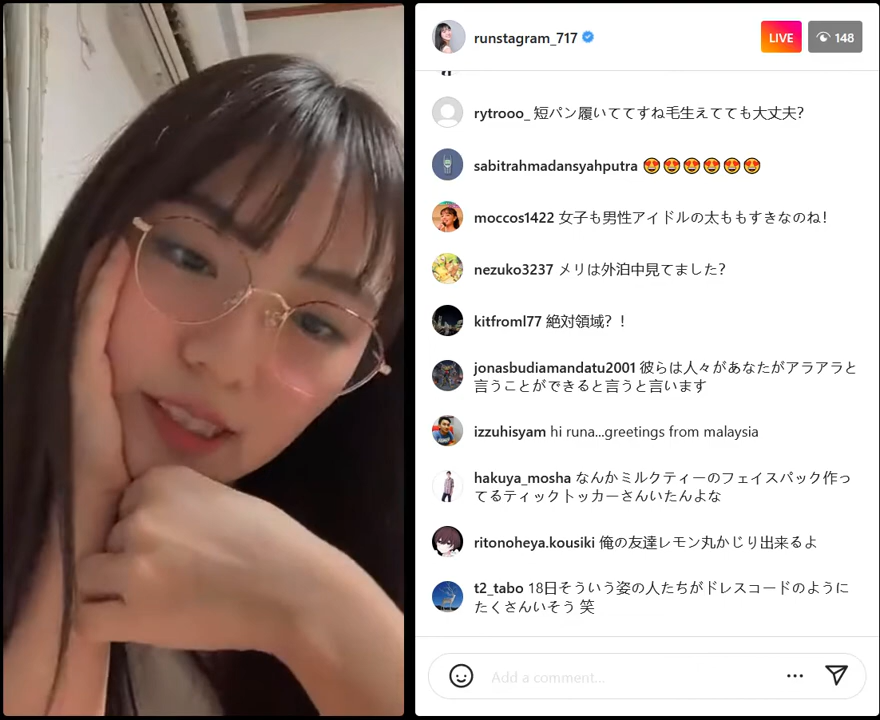 runstagram_717
LIVE
148
rytrooo_ 短パン履いててすね毛生えてても大丈夫?
sabitrahmadansyahputra 😍😍😍😍😍😍
moccos1422 女子も男性アイドルの太ももすきなのね!
nezuko3237 メリは外泊中見てました?
kitfroml77 絶対領域?!
jonasbudiamandatu2001 彼らは人々があなたがアラアラと
言うことができると言うと言います
izzuhisyam hi runa...greetings from malaysia
hakuya_mosha なんかミルクティーのフェイスパック作っ
てるティックトッカーさんいたんよな
ritonoheya.kousiki 俺の友達レモン丸かじり出来るよ
t2_tabo 18日そういう姿の人たちがドレスコードのように
たくさんいそう 笑
Add a comment...